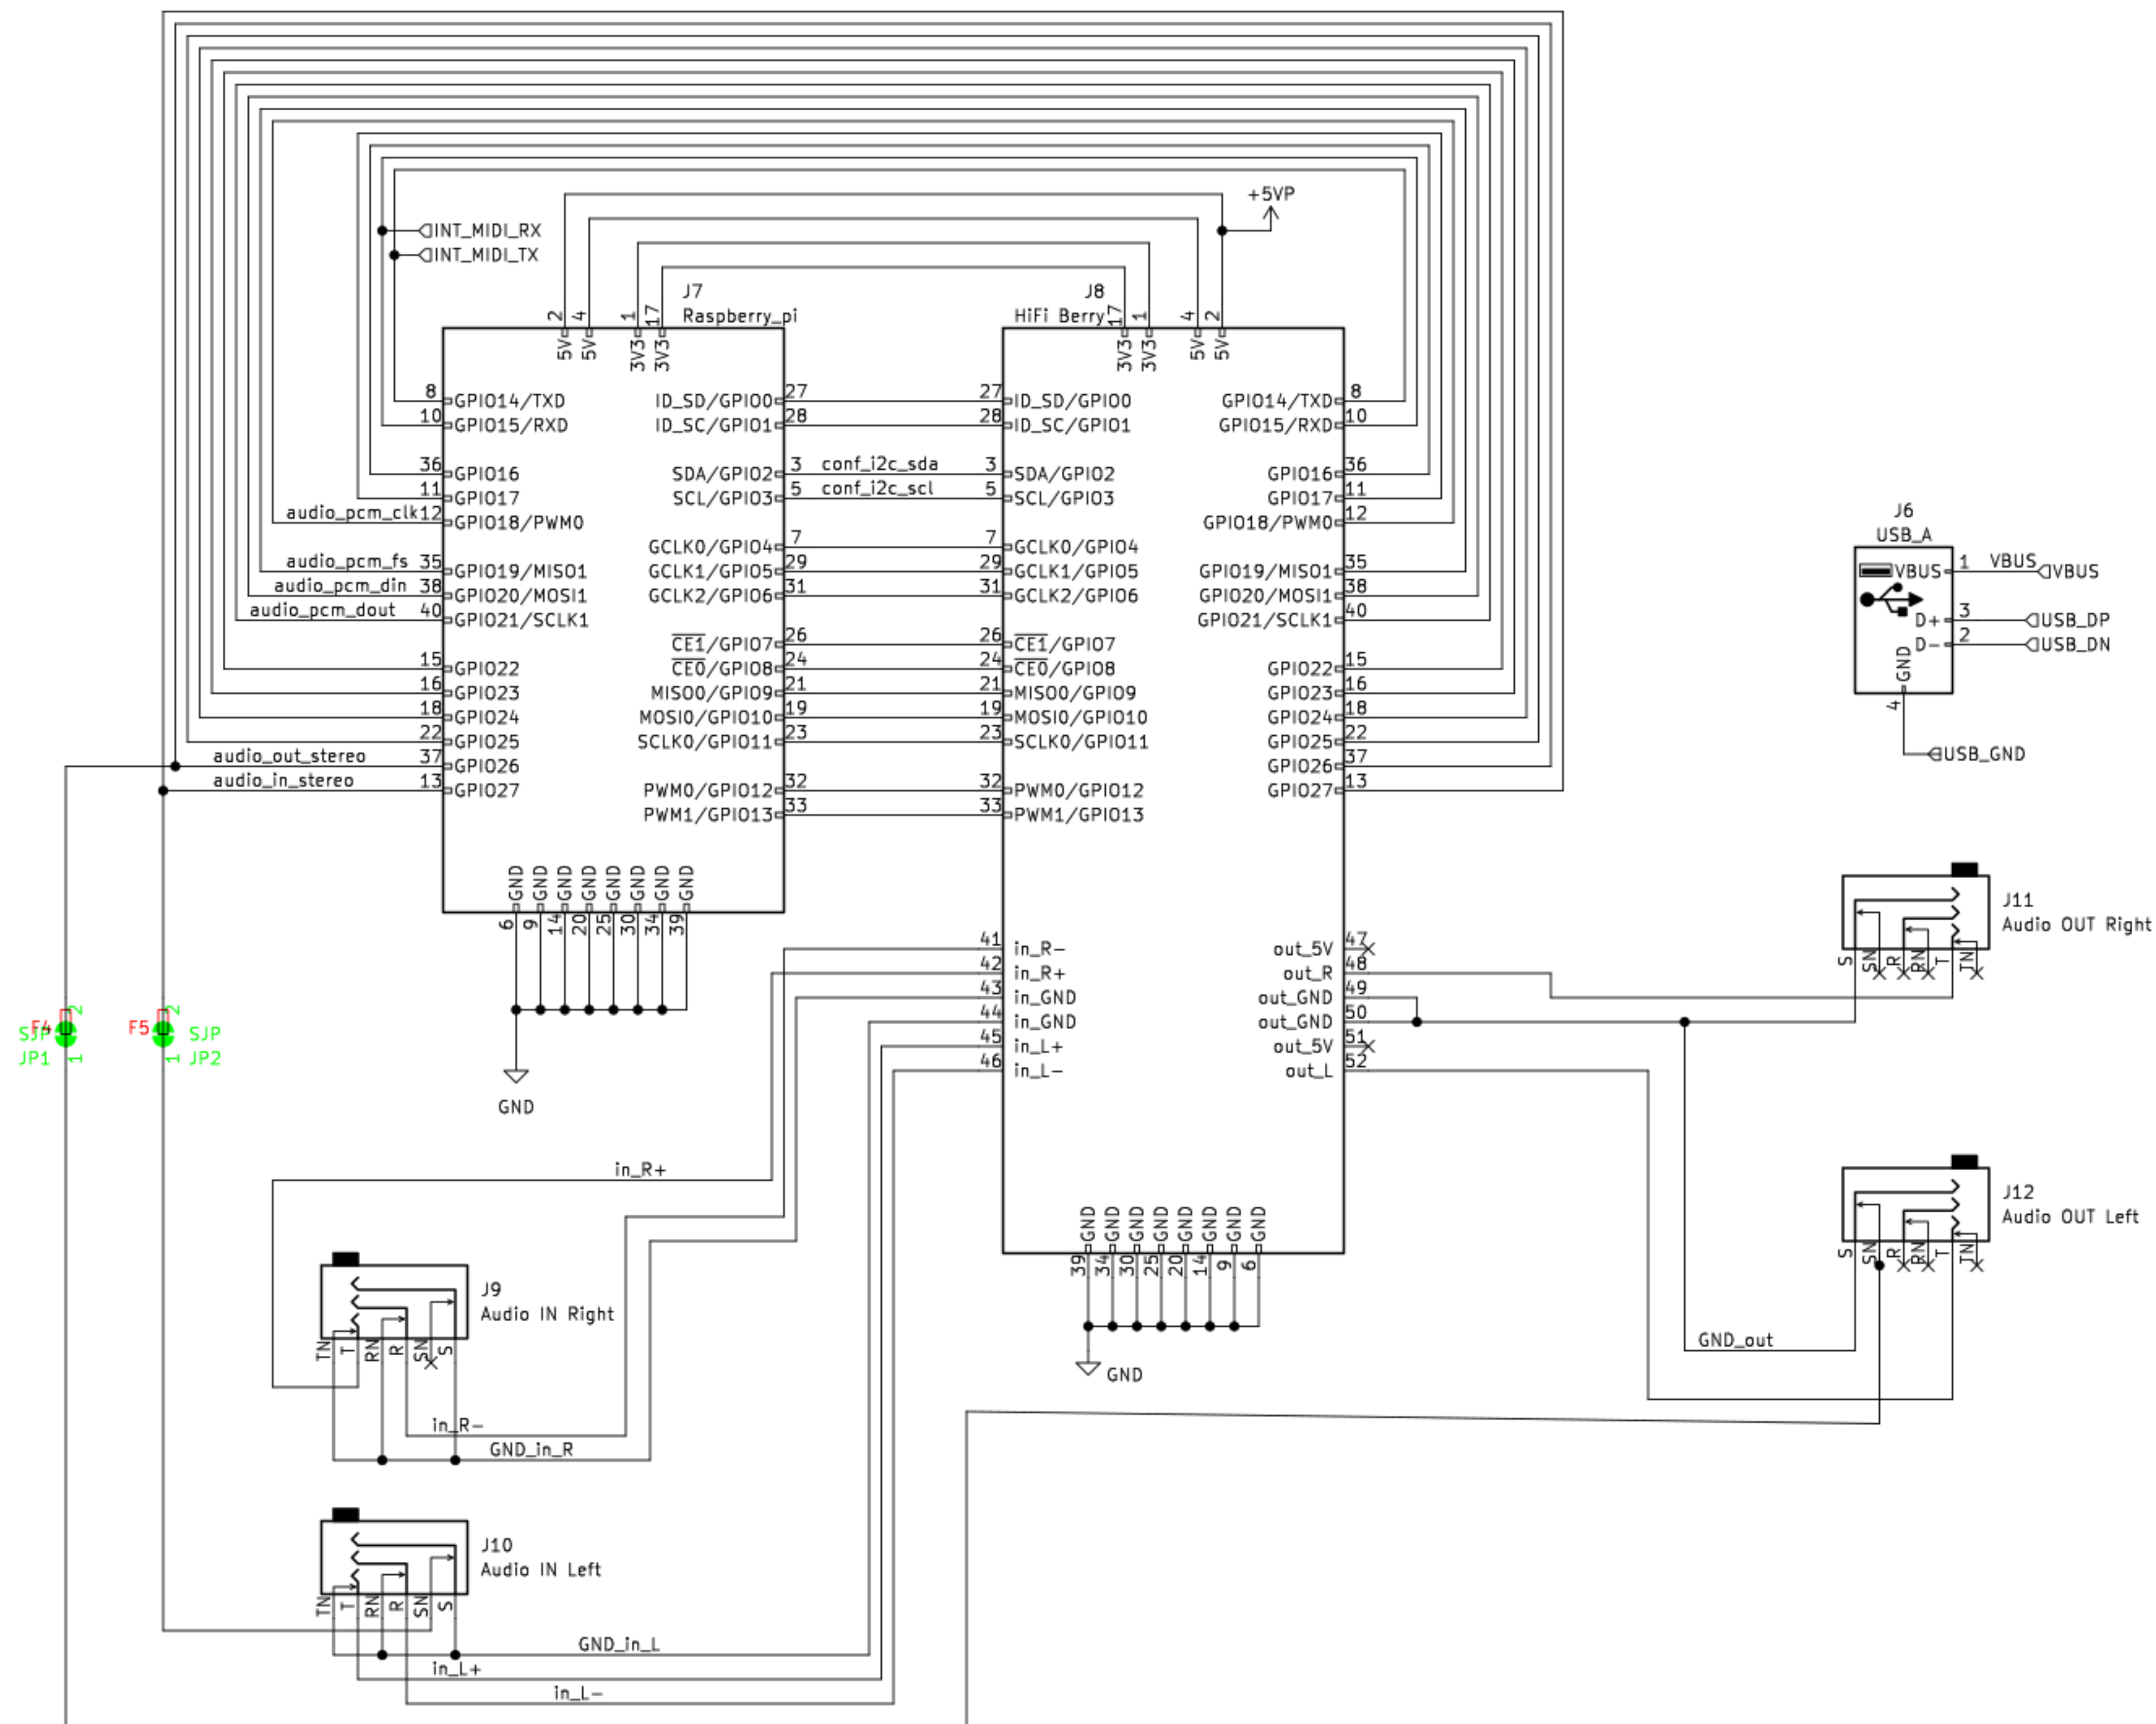 +5VP
INT_MIDI_RX
INT_MIDI_TX
J7
Raspberry_pi
2
4
1
17
5V
5V
3V3
3V3
8 GPIO14/TXD
10 GPIO15/RXD
36 GPIO16
11 GPIO17
audio_pcm_clk 12 GPIO18/PWM0
audio_pcm_fs 35 GPIO19/MISO1
audio_pcm_din 38 GPIO20/MOSI1
audio_pcm_dout 40 GPIO21/SCLK1
15 GPIO22
16 GPIO23
18 GPIO24
22 GPIO25
audio_out_stereo 37 GPIO26
audio_in_stereo 13 GPIO27
ID_SD/GPIO0 27
ID_SC/GPIO1 28
SDA/GPIO2 3 conf_i2c_sda
SCL/GPIO3 5 conf_i2c_scl
GCLK0/GPIO4 7
GCLK1/GPIO5 29
GCLK2/GPIO6 31
CE1/GPIO7 26
CE0/GPIO8 24
MISO0/GPIO9 21
MOSI0/GPIO10 19
SCLK0/GPIO11 23
PWM0/GPIO12 32
PWM1/GPIO13 33
GND GND GND GND GND GND GND GND
6 9 14 20 25 30 34 39
GND
J8
HiFi Berry
17
1
4
2
3V3
3V3
5V
5V
27 ID_SD/GPIO0
28 ID_SC/GPIO1
3 SDA/GPIO2
5 SCL/GPIO3
7 GCLK0/GPIO4
29 GCLK1/GPIO5
31 GCLK2/GPIO6
26 CE1/GPIO7
24 CE0/GPIO8
21 MISO0/GPIO9
19 MOSI0/GPIO10
23 SCLK0/GPIO11
32 PWM0/GPIO12
33 PWM1/GPIO13
41 in_R-
42 in_R+
43 in_GND
44 in_GND
45 in_L+
46 in_L-
GPIO14/TXD 8
GPIO15/RXD 10
GPIO16 36
GPIO17 11
GPIO18/PWM0 12
GPIO19/MISO1 35
GPIO20/MOSI1 38
GPIO21/SCLK1 40
GPIO22 15
GPIO23 16
GPIO24 18
GPIO25 22
GPIO26 37
GPIO27 13
out_5V 47
out_R 48
out_GND 49
out_GND 50
out_5V 51
out_L 52
GND GND GND GND GND GND GND GND
39 34 30 25 20 14 9 6
GND
J6
USB_A
VBUS 1 VBUS VBUS
D+ 3 USB_DP
D- 2 USB_DN
GND
4
USB_GND
J11
Audio OUT Right
S SN R RN T TN
J12
Audio OUT Left
S SN R RN T TN
GND_out
F4 2
SJP
JP1 1
F5 2
SJP
JP2 1
in_R+
J9
Audio IN Right
TN T RN R SN S
in_R-
GND_in_R
J10
Audio IN Left
TN T RN R SN S
GND_in_L
in_L+
in_L-